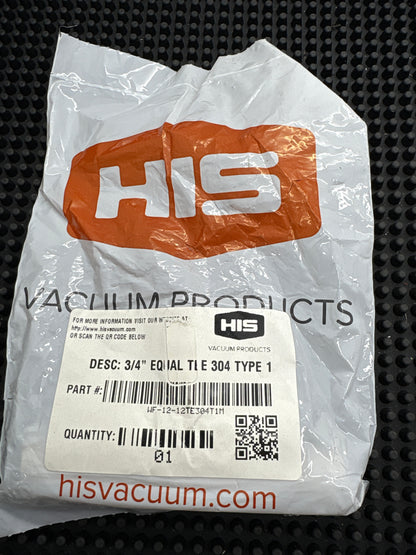 HIS
VACUUM PRODUCTS
FOR MORE INFORMATION VISIT OUR AT
http://www.hisvacuum.com
OR SCAN THE QR CODE BELOW
HIS
VACUUM PRODUCTS
DESC: 3/4" EQUAL TEE 304 TYPE 1
PART #:
WF-12-12TE304T1M
QUANTITY:
01
hisvacuum.com